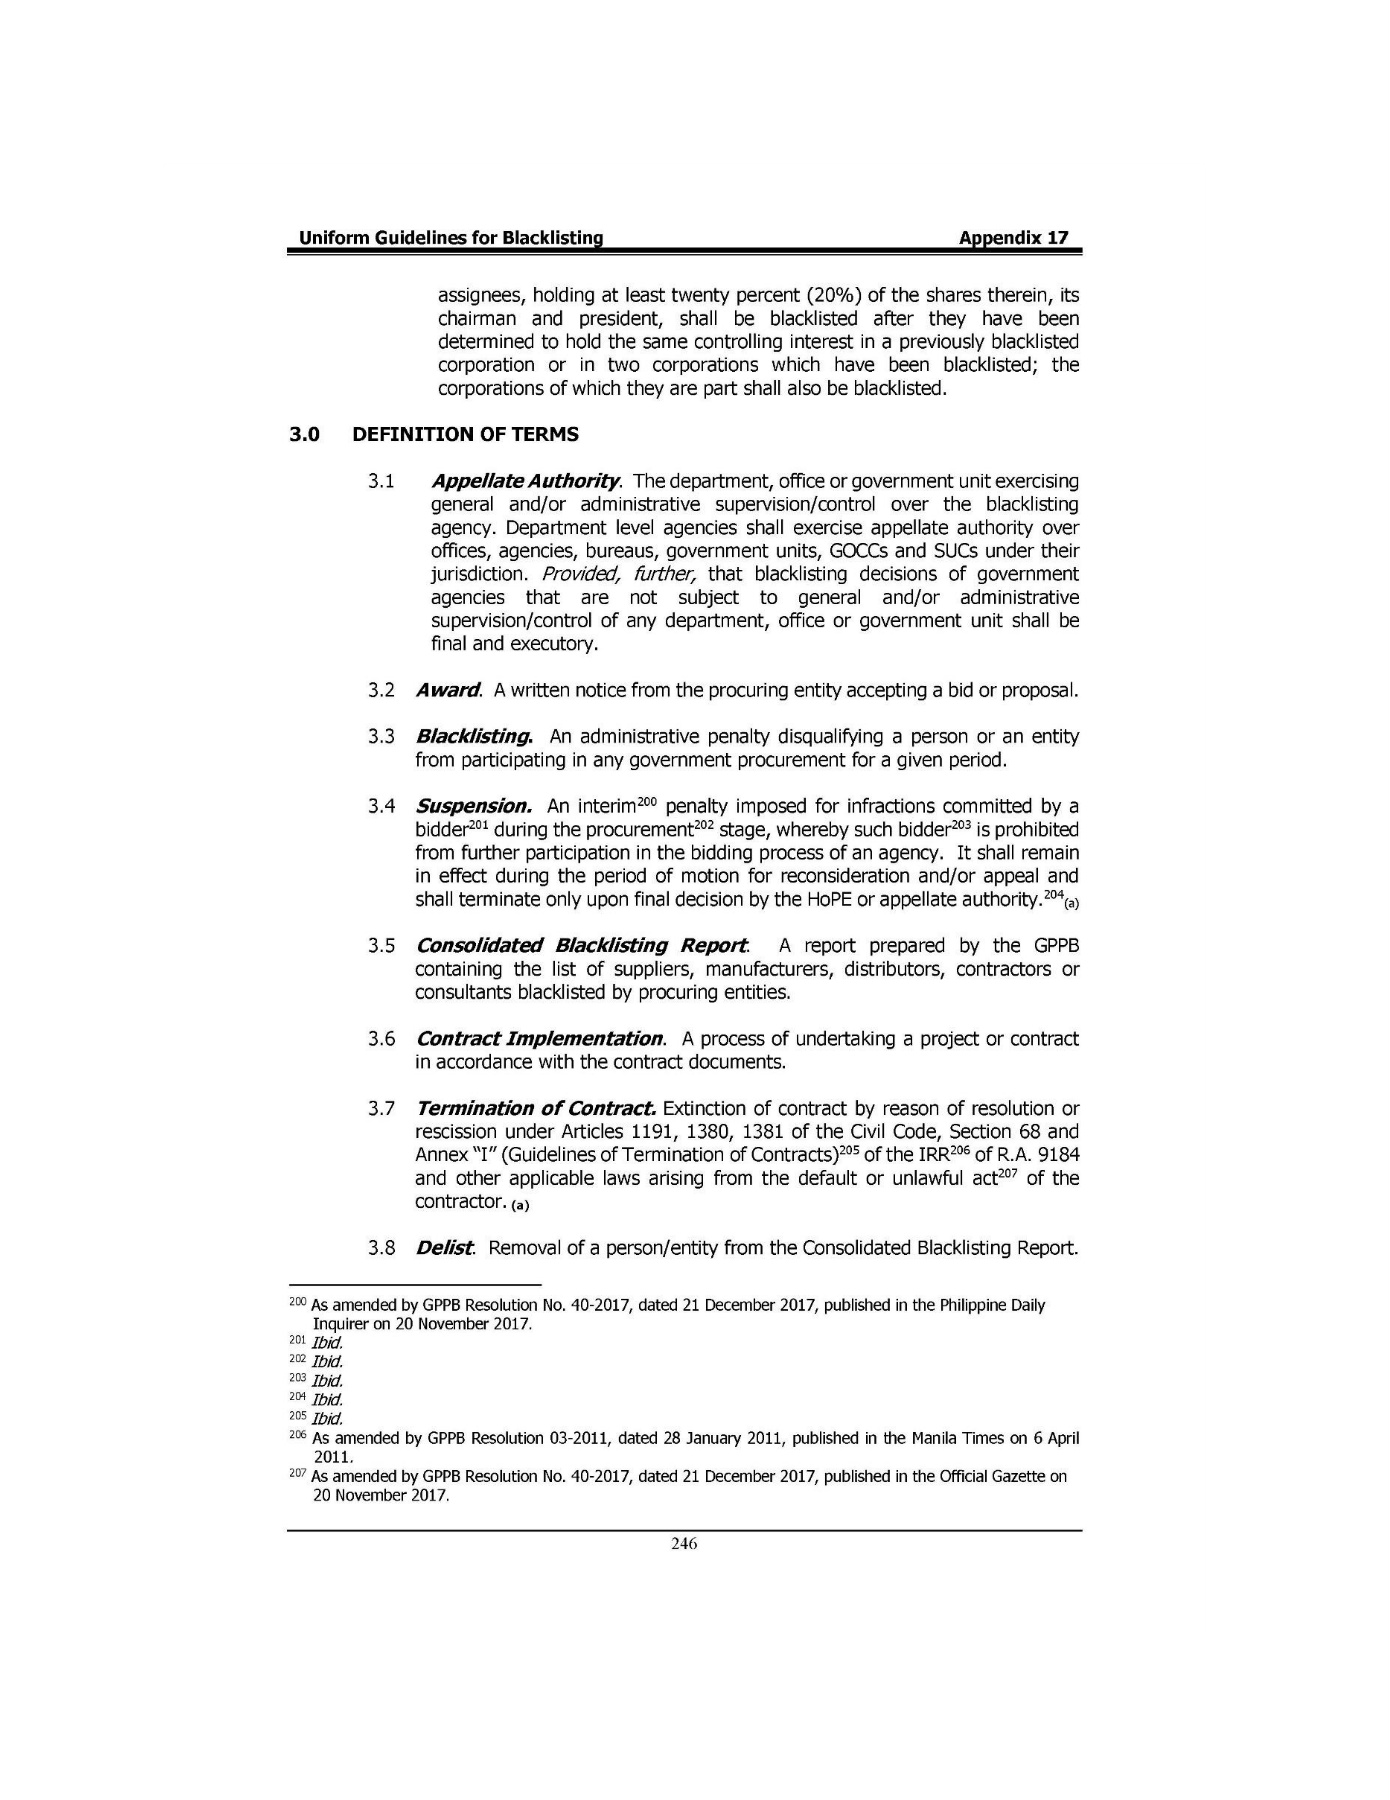 Uniform Guidelines for Blacklisting Appendix 17
assignees, holding at least twenty percent (20%) of the shares therein, its
chairman and president, shall be blacklisted after they have been
determined to hold the same controlling interest in a previously blacklisted
corporation or in two corporations which have been blacklisted; the
corporations of which they are part shall also be blacklisted.
3.0 DEFINITION OF TERMS
3.1 Appellate Authority. The department, office or government unit exercising
general and/or administrative supervision/control over the blacklisting
agency. Department level agencies shall exercise appellate authority over
offices, agencies, bureaus, government units, GOCCs and SUCs under their
jurisdiction. Provided, further, that blacklisting decisions of government
agencies that are not subject to general and/or administrative
supervision/control of any department, office or government unit shall be
final and executory.
3.2 Award. A written notice from the procuring entity accepting a bid or proposal.
3.3 Blacklisting. An administrative penalty disqualifying a person or an entity
from participating in any government procurement for a given period.
3.4 Suspension. An interim200 penalty imposed for infractions committed by a
bidder201 during the procurement202 stage, whereby such bidder203 is prohibited
from further participation in the bidding process of an agency. It shall remain
in effect during the period of motion for reconsideration and/or appeal and
shall terminate only upon final decision by the HoPE or appellate authority.204(a)
3.5 Consolidated Blacklisting Report. A report prepared by the GPPB
containing the list of suppliers, manufacturers, distributors, contractors or
consultants blacklisted by procuring entities.
3.6 Contract Implementation. A process of undertaking a project or contract
in accordance with the contract documents.
3.7 Termination of Contract. Extinction of contract by reason of resolution or
rescission under Articles 1191, 1380, 1381 of the Civil Code, Section 68 and
Annex "I" (Guidelines of Termination of Contracts)205 of the IRR206 of R.A. 9184
and other applicable laws arising from the default or unlawful act207 of the
contractor. (a)
3.8 Delist. Removal of a person/entity from the Consolidated Blacklisting Report.
200 As amended by GPPB Resolution No. 40-2017, dated 21 December 2017, published in the Philippine Daily
Inquirer on 20 November 2017.
201 Ibid.
202 Ibid.
203 Ibid.
204 Ibid.
205 Ibid.
206 As amended by GPPB Resolution 03-2011, dated 28 January 2011, published in the Manila Times on 6 April
2011.
207 As amended by GPPB Resolution No. 40-2017, dated 21 December 2017, published in the Official Gazette on
20 November 2017.
246